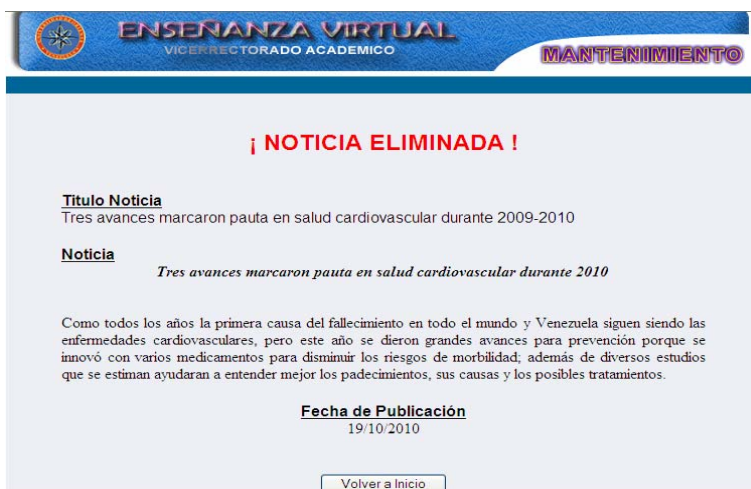 ENSEÑANZA VIRTUAL
VICERRECTORADO ACADEMICO
MANTENIMIENTO
¡ NOTICIA ELIMINADA !
Titulo Noticia
Tres avances marcaron pauta en salud cardiovascular durante 2009-2010
Noticia
Tres avances marcaron pauta en salud cardiovascular durante 2010
Como todos los años la primera causa del fallecimiento en todo el mundo y Venezuela siguen siendo las
enfermedades cardiovasculares, pero este año se dieron grandes avances para prevención porque se
innovó con varios medicamentos para disminuir los riesgos de morbilidad; además de diversos estudios
que se estiman ayudaran a entender mejor los padecimientos, sus causas y los posibles tratamientos.
Fecha de Publicación
19/10/2010
Volver a Inicio